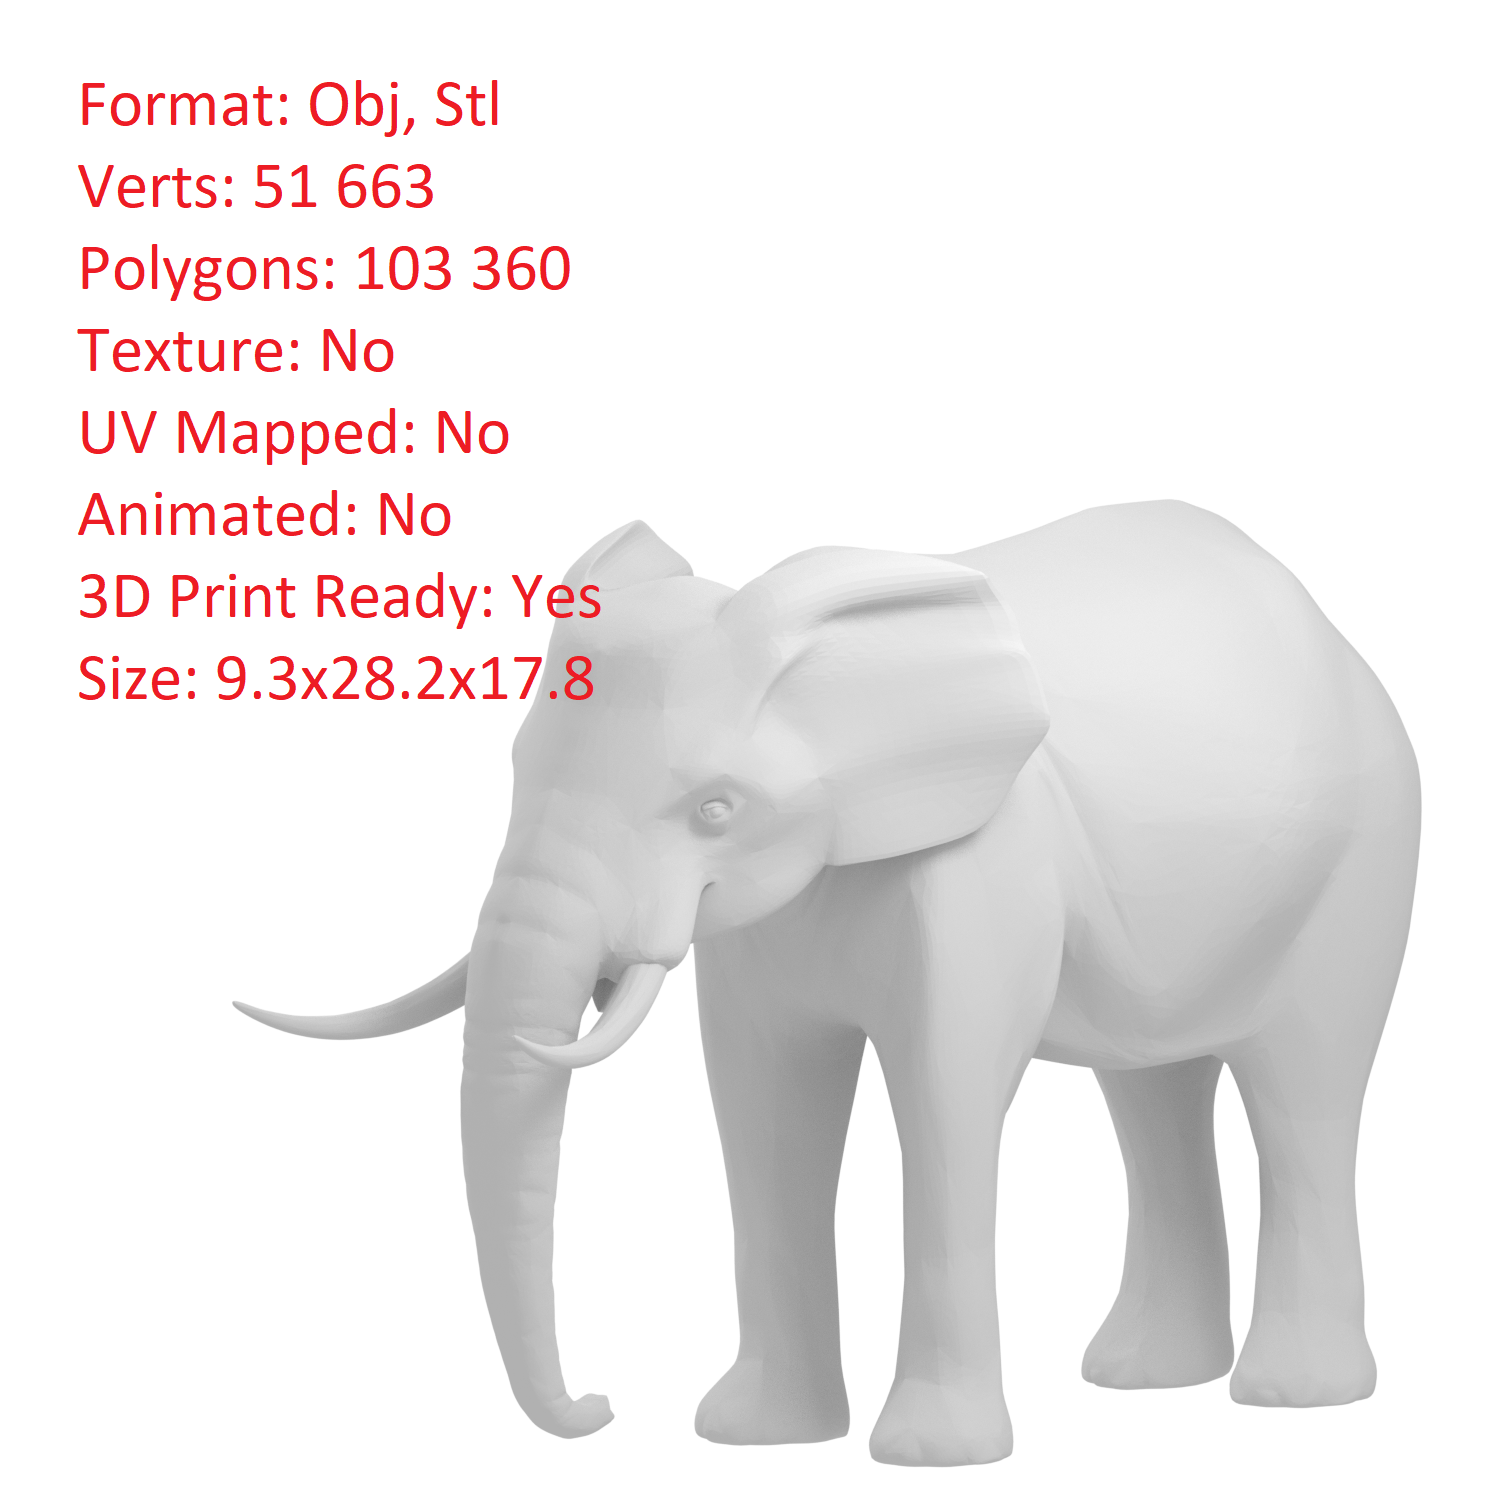 Format: Obj, Stl
Verts: 51 663
Polygons: 103 360
Texture: No
UV Mapped: No
Animated: No
3D Print Ready: Yes
Size: 9.3x28.2x17.8